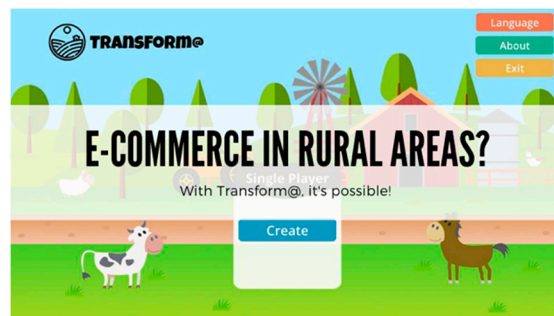 TRANSFORM@
Language
About
Exit
E-COMMERCE IN RURAL AREAS?
Single Player
With Transform@, it's possible!
Create